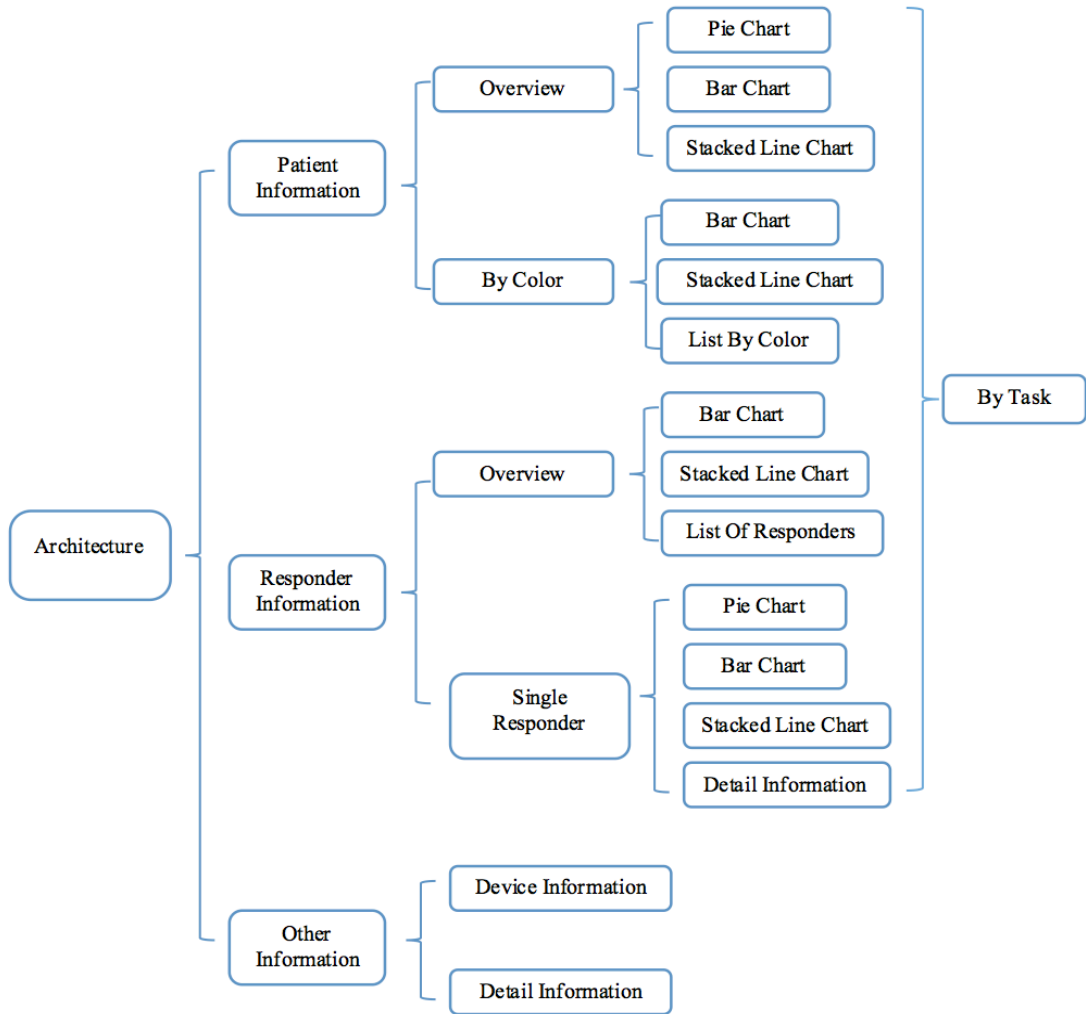 Architecture
Patient
Information
Overview
Pie Chart
Bar Chart
Stacked Line Chart
By Color
Bar Chart
Stacked Line Chart
List By Color
Responder
Information
Overview
Bar Chart
Stacked Line Chart
List Of Responders
Single
Responder
Pie Chart
Bar Chart
Stacked Line Chart
Detail Information
By Task
Other
Information
Device Information
Detail Information